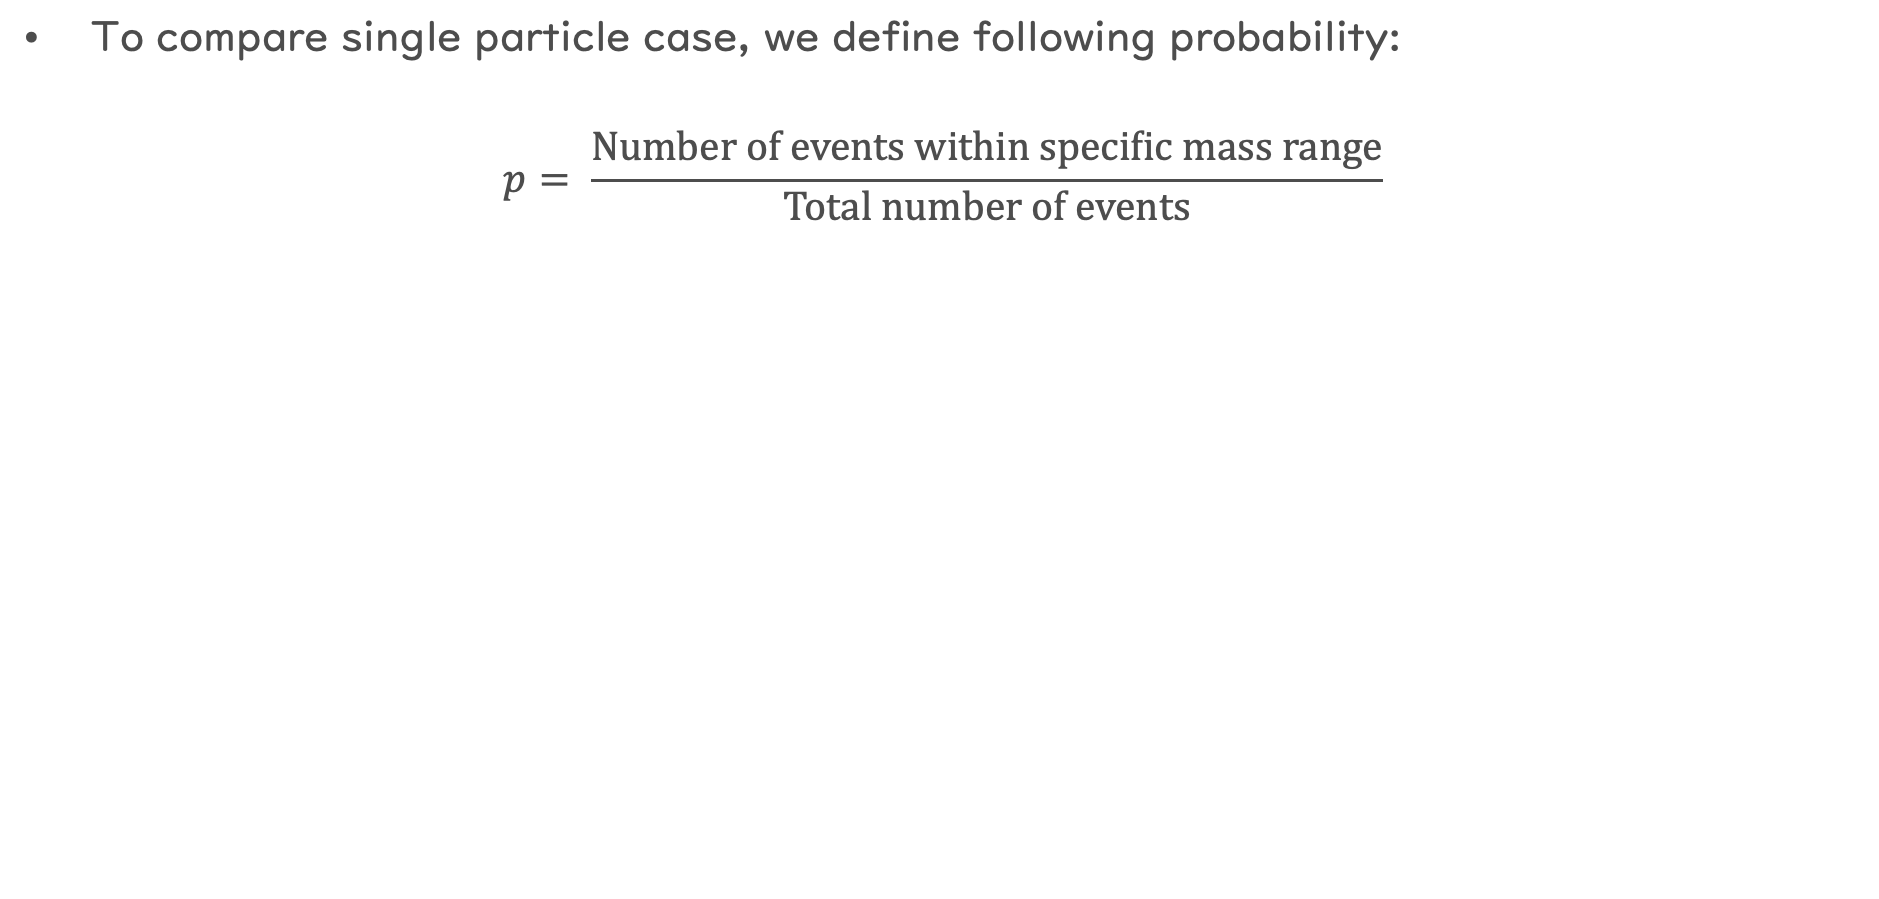 • To compare single particle case, we define following probability:
p = Number of events within specific mass range
Total number of events